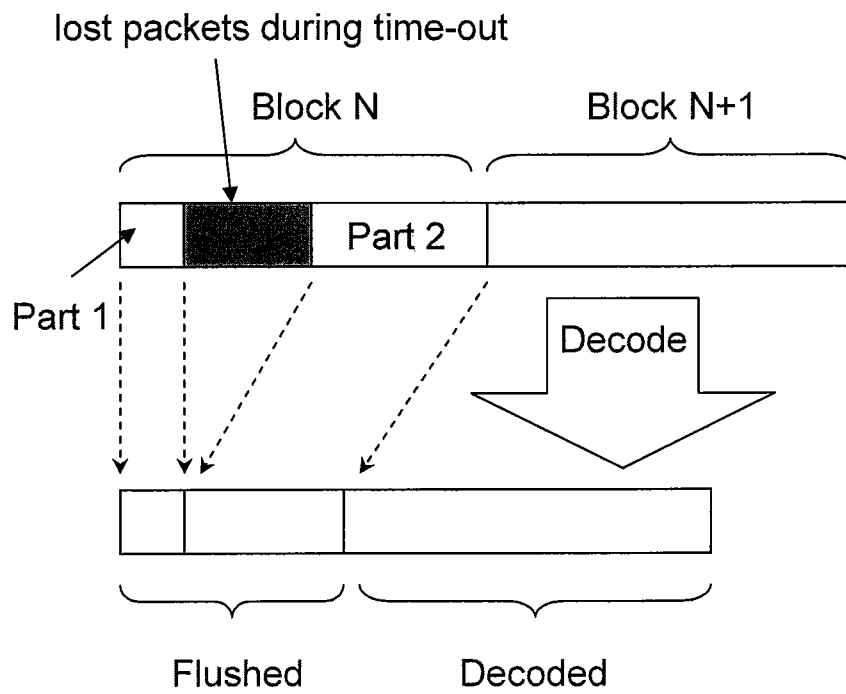 lost packets during time-out
Block N
Block N+1
Part 2
Part 1
Decode
Flushed
Decoded